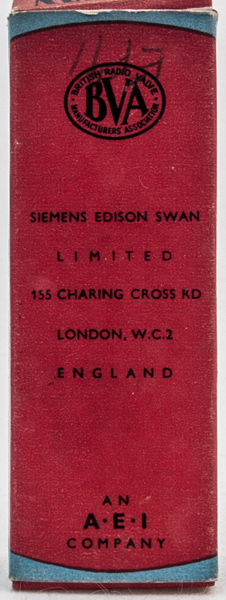 BRITISH RADIO VALVE
BVA
MANUFACTURERS' ASSOCIATION
SIEMENS EDISON SWAN
LIMITED
155 CHARING CROSS RD
LONDON, W.C.2
ENGLAND
AN
A·E·I
COMPANY